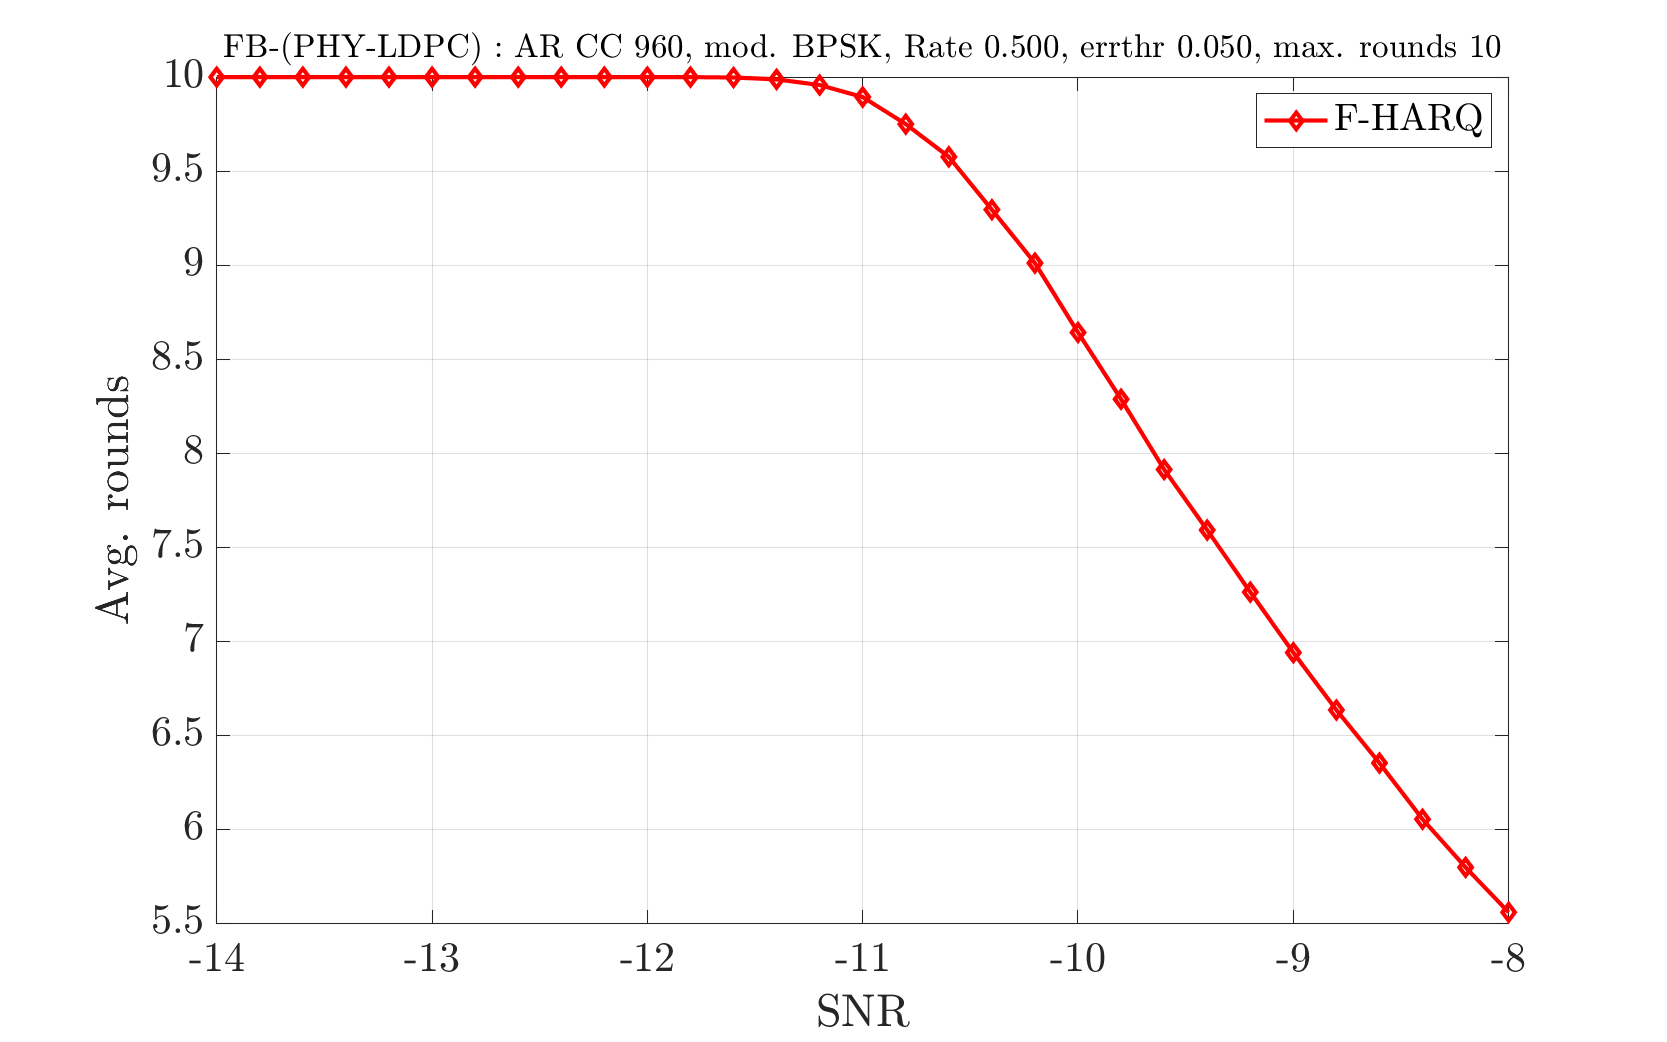 FB-(PHY-LDPC) : AR CC 960, mod. BPSK, Rate 0.500, errthr 0.050, max. rounds 10
10
9.5
9
8.5
8
7.5
7
6.5
6
5.5
Avg. rounds
F-HARQ
-14 -13 -12 -11 -10 -9 -8
SNR